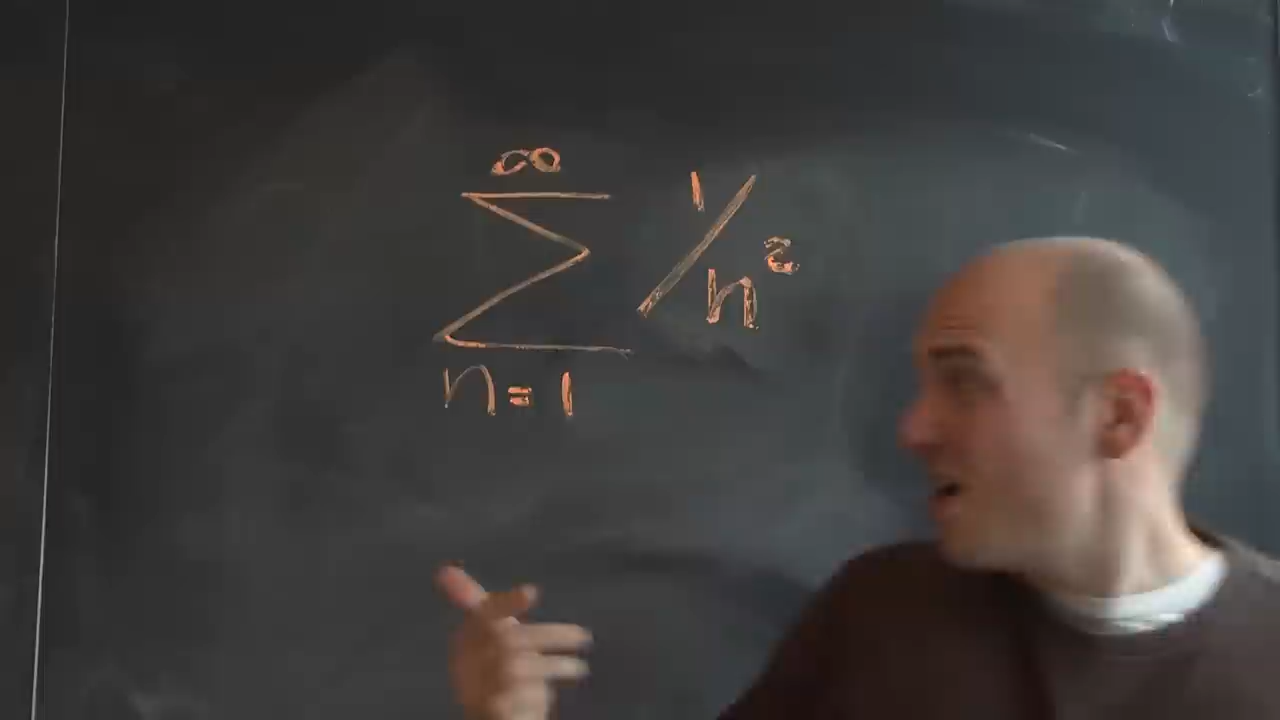 ∞
∑ 1/n²
n=1